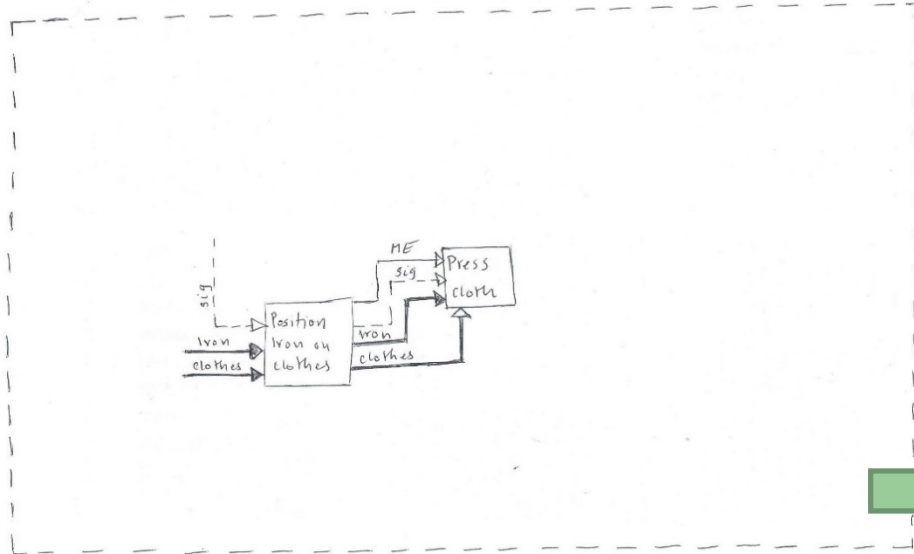 ME
sig
Press
cloth
sig
Position
Iron on
clothes
Iron
clothes
Iron
clothes